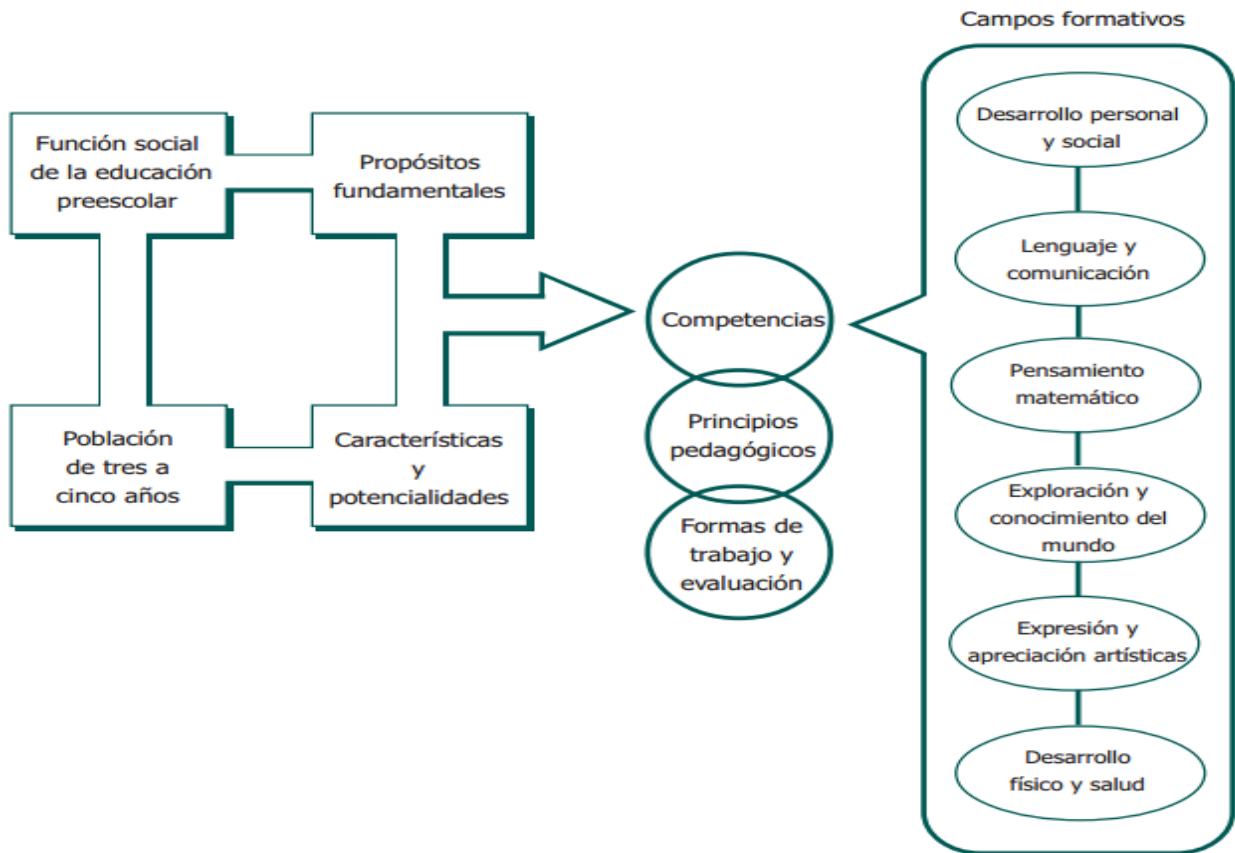 Campos formativos
Función social
de la educación
preescolar
Propósitos
fundamentales
Población
de tres a
cinco años
Características
y
potencialidades
Competencias
Principios
pedagógicos
Formas de
trabajo y
evaluación
Desarrollo personal
y social
Lenguaje y
comunicación
Pensamiento
matemático
Exploración y
conocimiento del
mundo
Expresión y
apreciación artísticas
Desarrollo
físico y salud